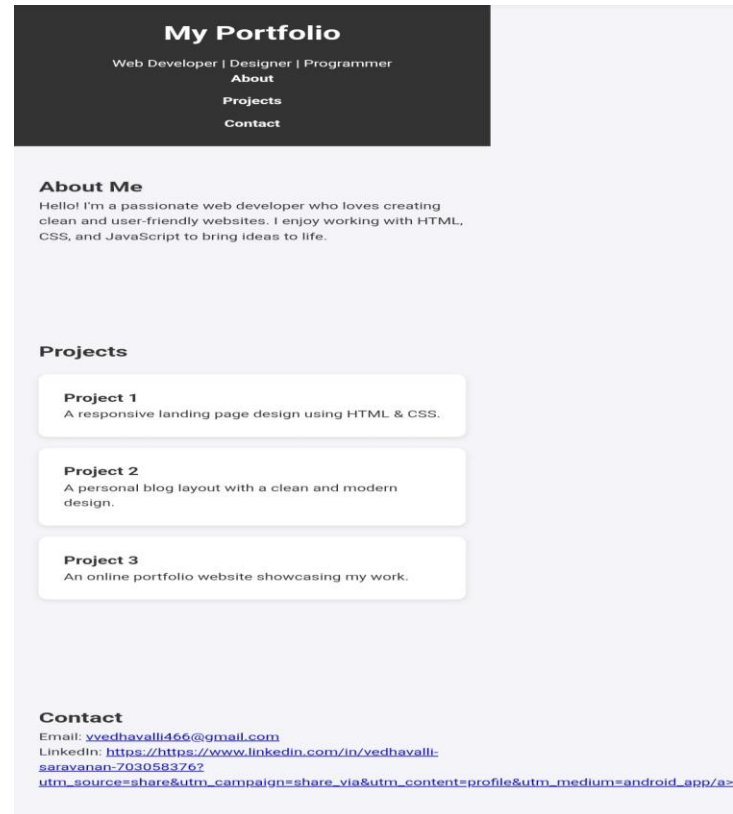 My Portfolio
Web Developer | Designer | Programmer
About
Projects
Contact
About Me
Hello! I'm a passionate web developer who loves creating
clean and user-friendly websites. I enjoy working with HTML,
CSS, and JavaScript to bring ideas to life.
Projects
Project 1
A responsive landing page design using HTML & CSS.
Project 2
A personal blog layout with a clean and modern
design.
Project 3
An online portfolio website showcasing my work.
Contact
Email: vvedhavalli466@gmail.com
LinkedIn: https://https://www.linkedin.com/in/vedhavalli-
saravanan-703058376?
utm_source=share&utm_campaign=share_via&utm_content=profile&utm_medium=android_app/a>